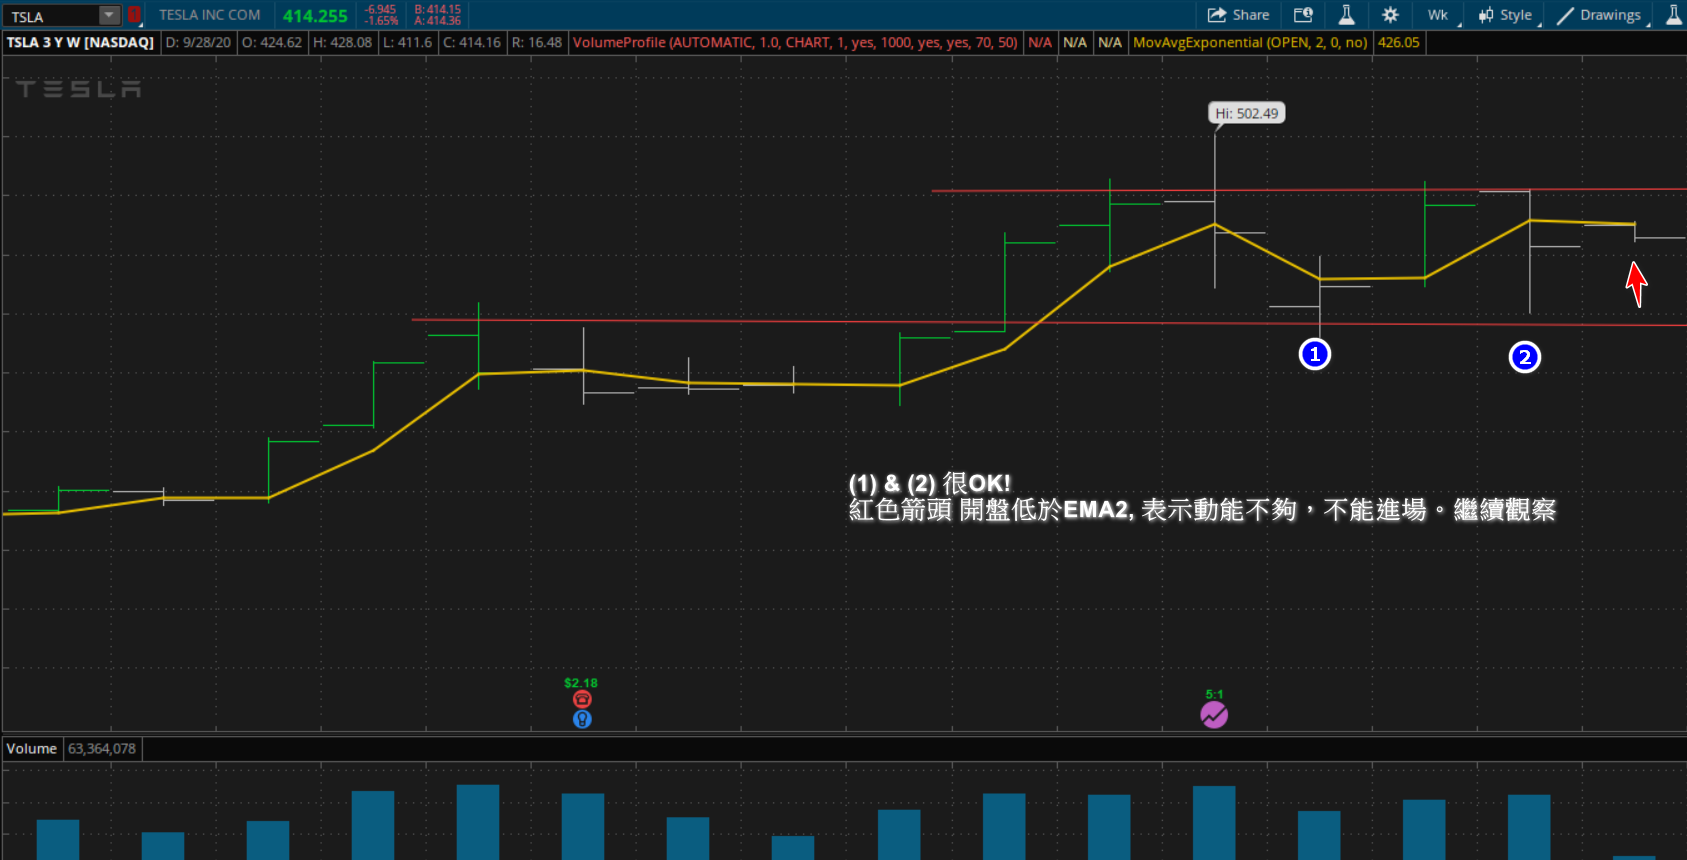 TSLA
TESLA INC COM
414.255
-6.945
-1.65%
B: 414.15
A: 414.36
Share
Wk
Style
Drawings
TSLA 3 Y W [NASDAQ] D: 9/28/20 O: 424.62 H: 428.08 L: 411.6 C: 414.16 R: 16.48 VolumeProfile (AUTOMATIC, 1.0, CHART, 1, yes, 1000, yes, yes, 70, 50) N/A N/A N/A MovAvgExponential (OPEN, 2, 0, no) 426.05
TESLA
Hi: 502.49
1
2
(1) & (2) 很OK!
紅色箭頭 開盤低於EMA2, 表示動能不夠，不能進場。繼續觀察
$2.18
5:1
Volume 63,364,078